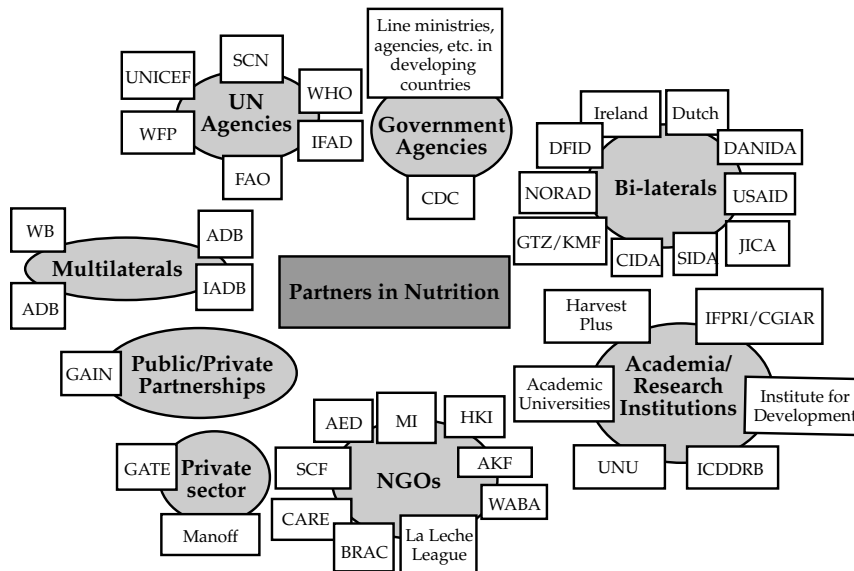 Line ministries,
agencies, etc. in
developing
countries
SCN
UNICEF
WHO
UN
Agencies
WFP
IFAD
FAO
Government
Agencies
CDC
Ireland
Dutch
DFID
DANIDA
Bi-laterals
NORAD
USAID
GTZ/KMF
JICA
CIDA
SIDA
WB
ADB
Multilaterals
ADB
IADB
Partners in Nutrition
Harvest
Plus
IFPRI/CGIAR
Academia/
Research
Institutions
Academic
Universities
Institute for
Development
UNU
ICDDRB
GAIN
Public/Private
Partnerships
GATE
Private
sector
Manoff
AED
MI
HKI
SCF
NGOs
AKF
CARE
WABA
BRAC
La Leche
League